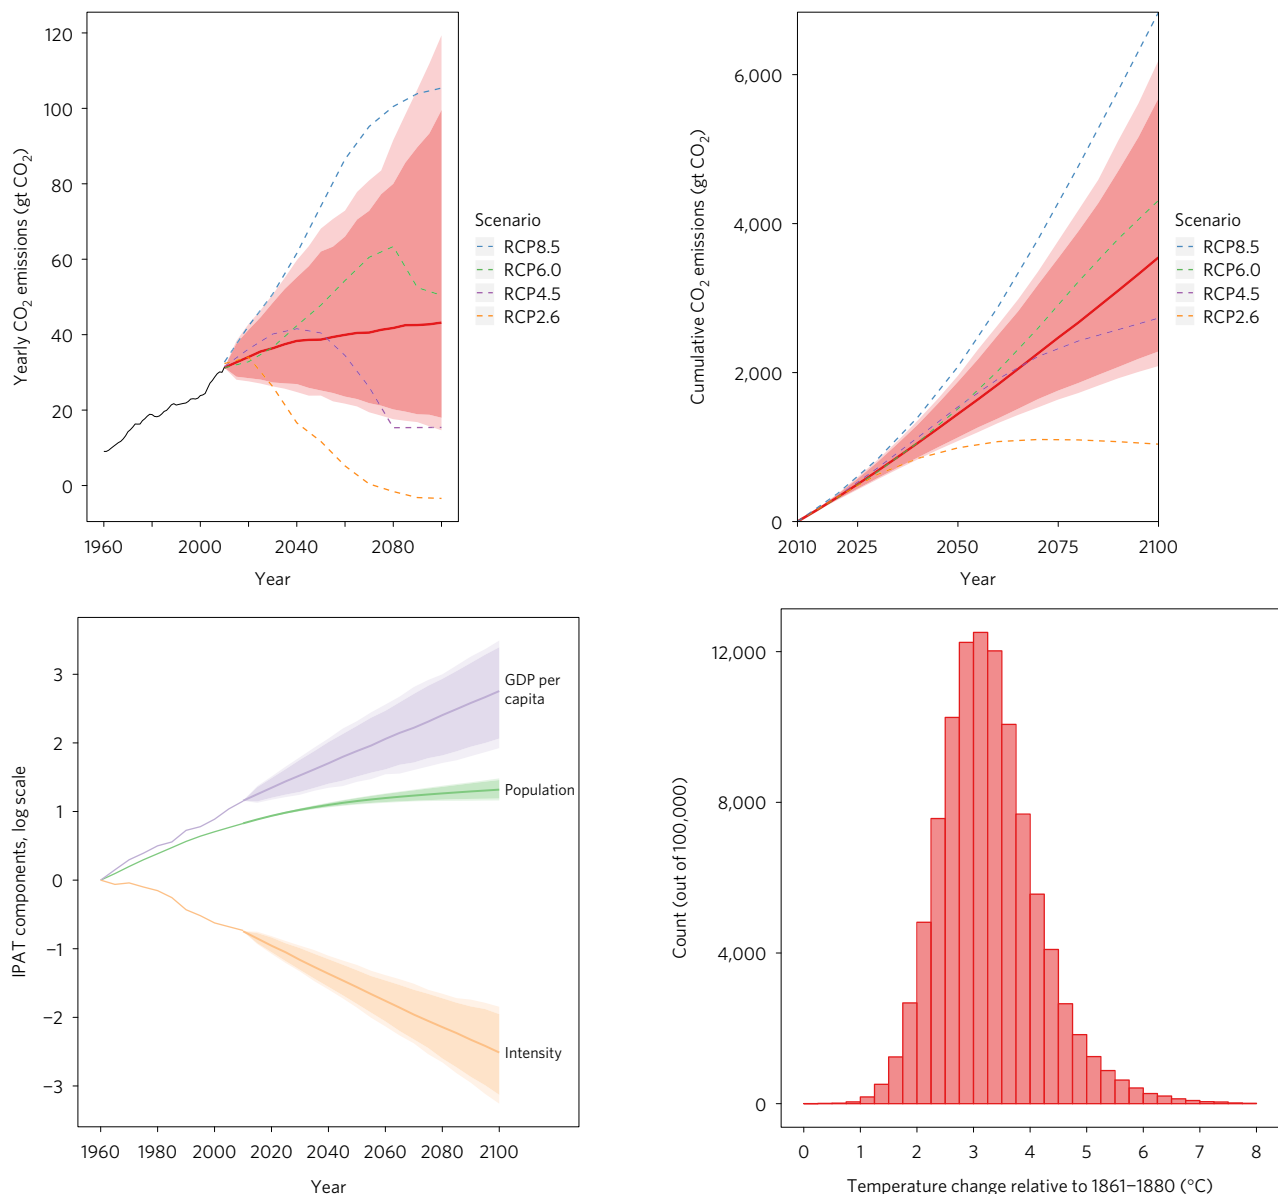 120
100
80
60
40
20
0
Yearly CO₂ emissions (gt CO₂)
1960
2000
2040
2080
Year
Scenario
RCP8.5
RCP6.0
RCP4.5
RCP2.6
6,000
4,000
2,000
0
Cumulative CO₂ emissions (gt CO₂)
2010
2025
2050
2075
2100
Year
Scenario
RCP8.5
RCP6.0
RCP4.5
RCP2.6
3
2
1
0
−1
−2
−3
IPAT components, log scale
GDP per
capita
Population
Intensity
1960
1980
2000
2020
2040
2060
2080
2100
Year
12,000
8,000
4,000
0
Count (out of 100,000)
0
1
2
3
4
5
6
7
8
Temperature change relative to 1861–1880 (°C)